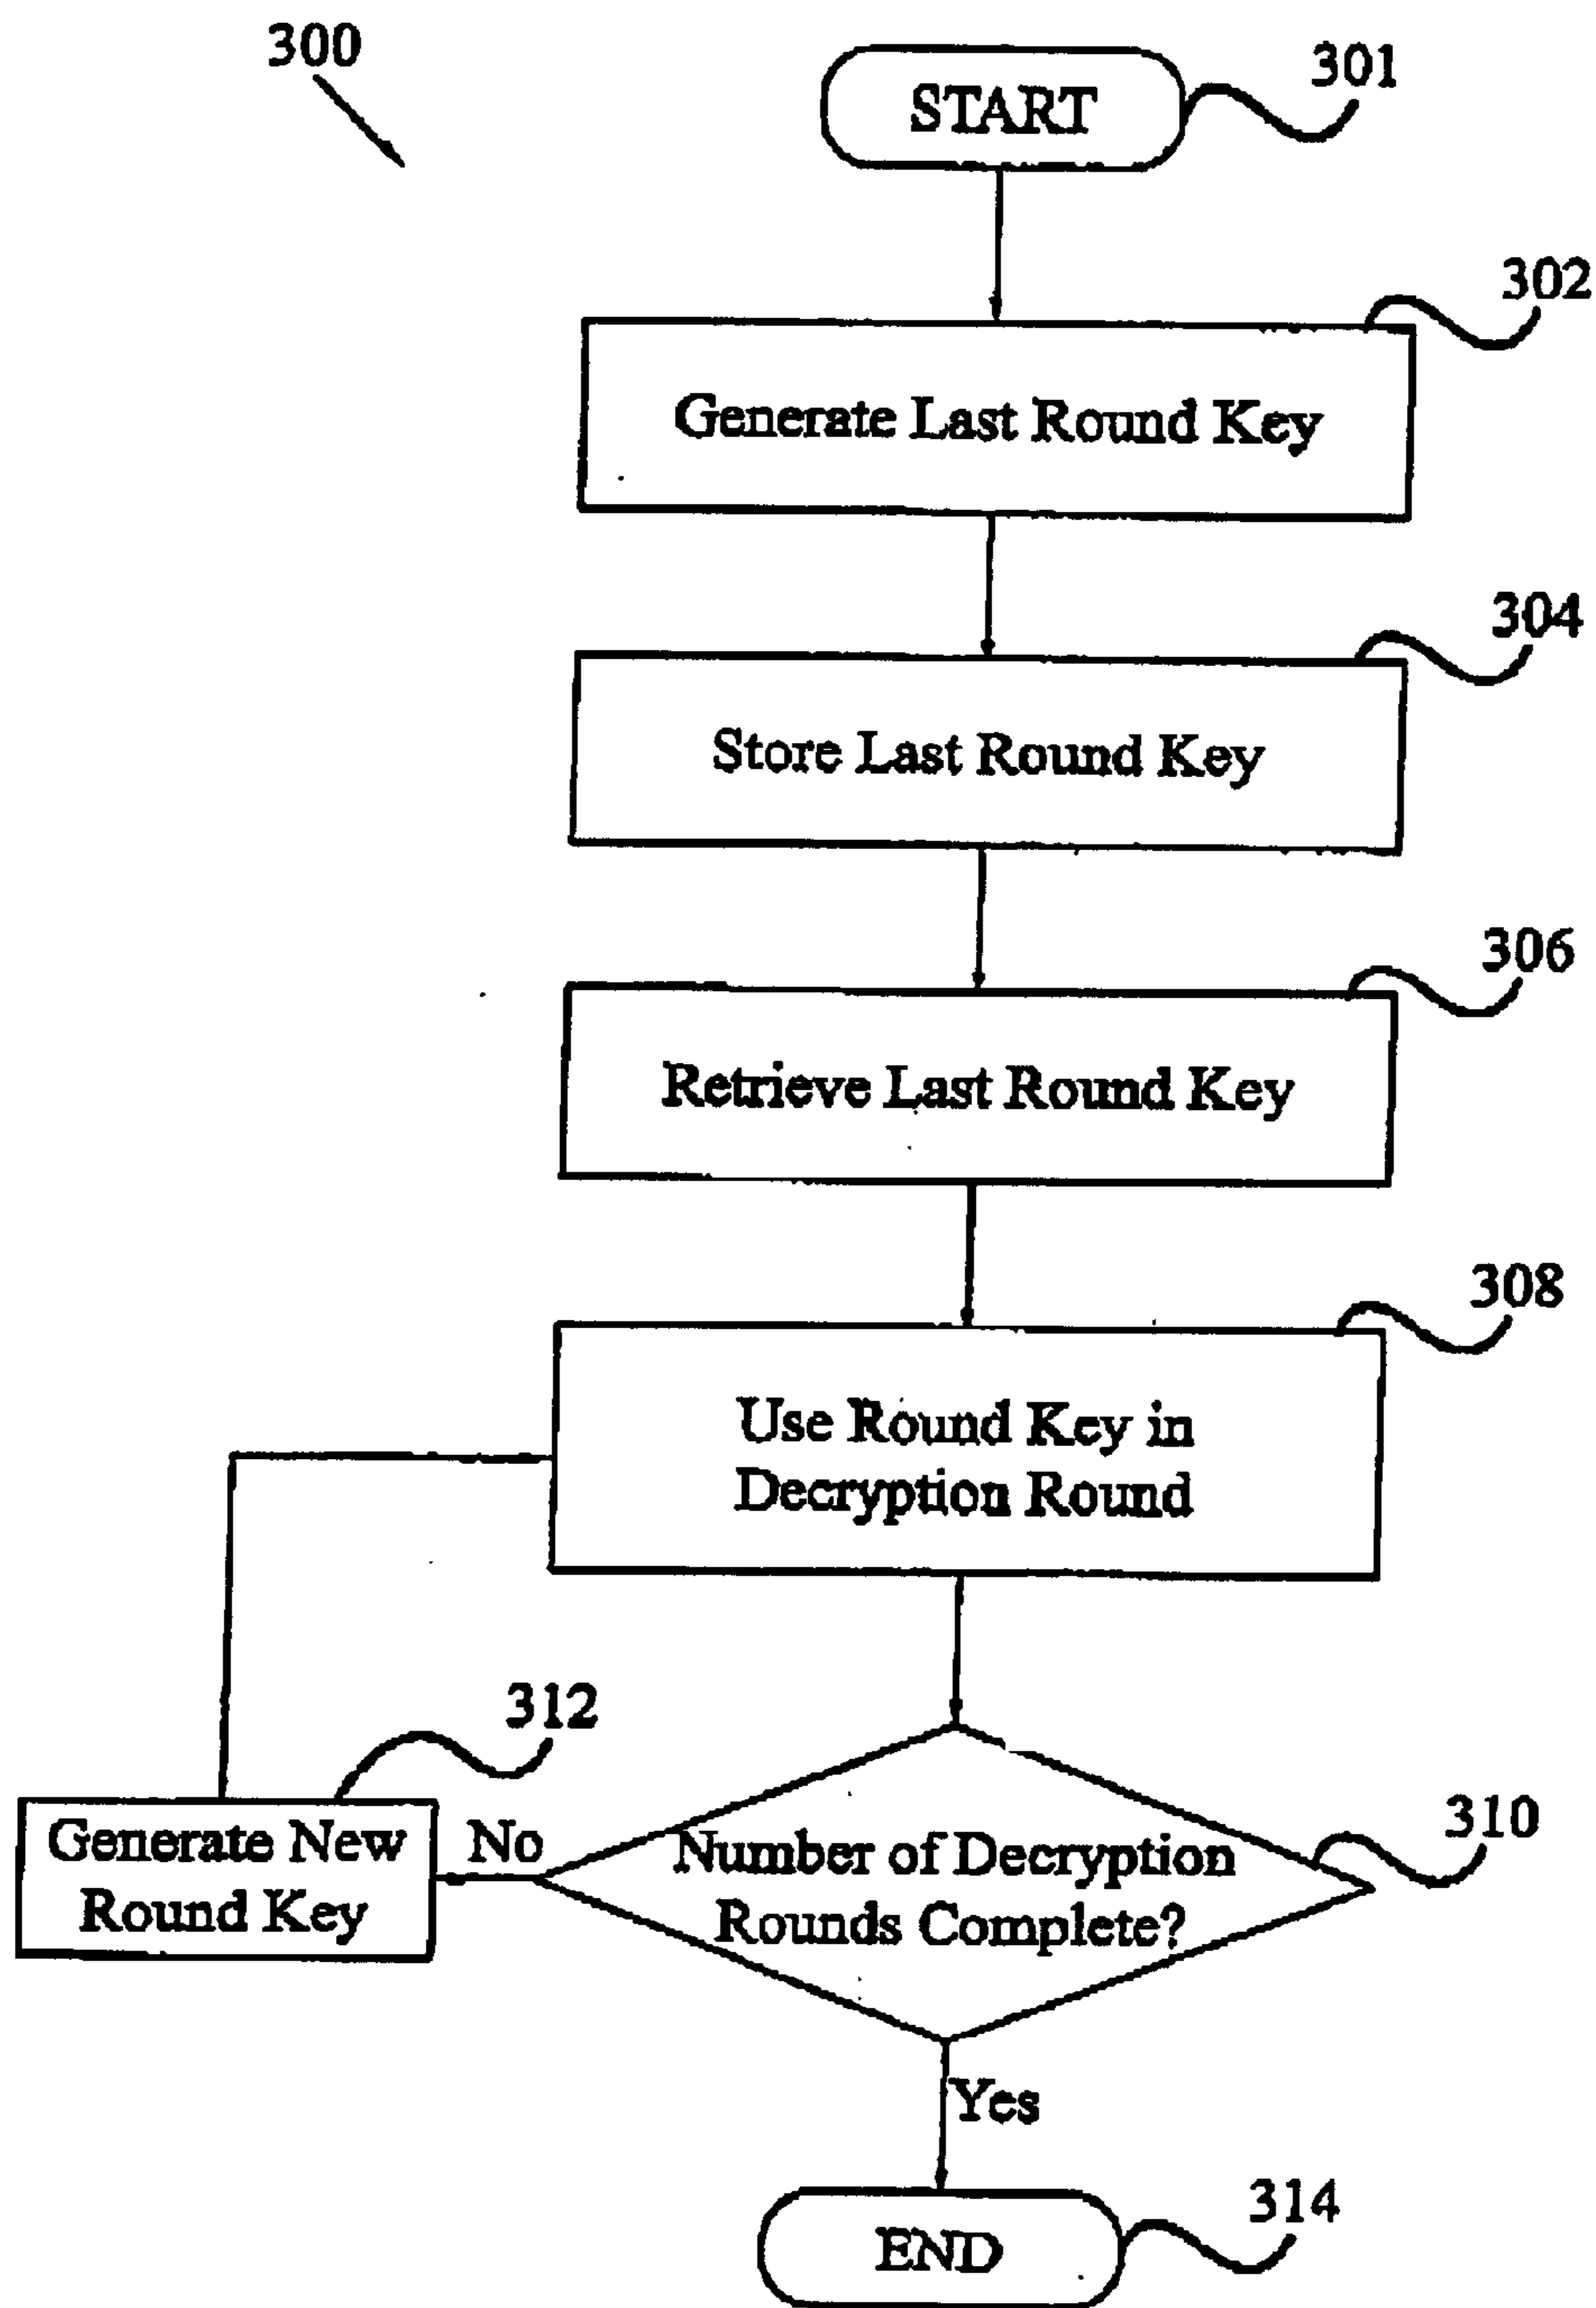 300
START
301
302
Generate Last Round Key
304
Store Last Round Key
306
Retrieve Last Round Key
308
Use Round Key in
Decryption Round
312
Generate New
Round Key
No
310
Number of Decryption
Rounds Complete?
Yes
314
END